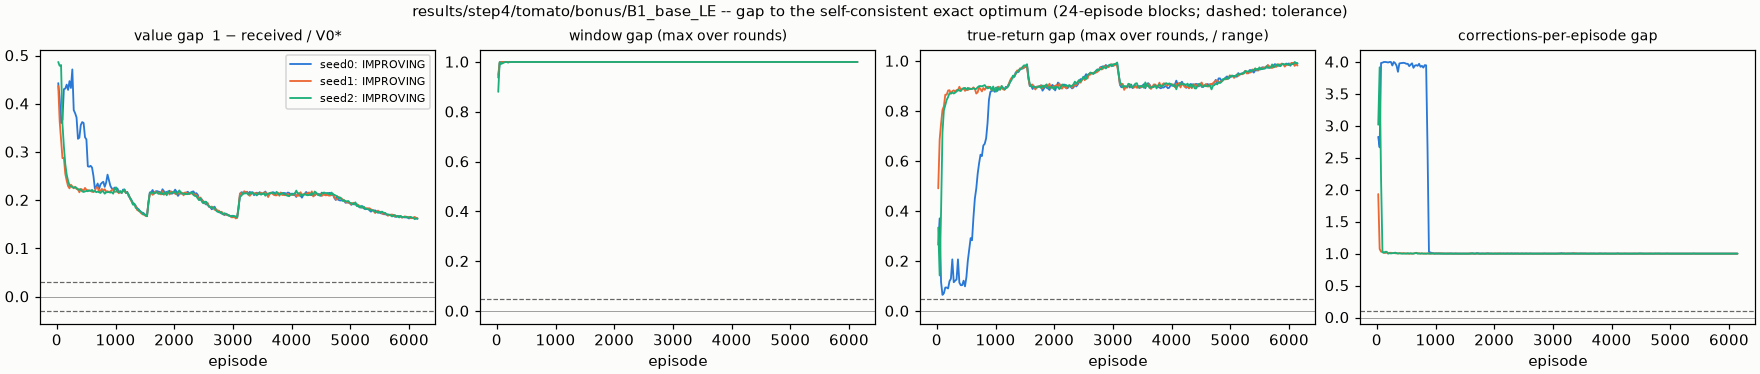 results/step4/tomato/bonus/B1_base_LE -- gap to the self-consistent exact optimum (24-episode blocks; dashed: tolerance)
value gap 1 − received / V0*
0.5
0.4
0.3
0.2
0.1
0.0
seed0: IMPROVING
seed1: IMPROVING
seed2: IMPROVING
0 1000 2000 3000 4000 5000 6000
episode
window gap (max over rounds)
1.0
0.8
0.6
0.4
0.2
0.0
0 1000 2000 3000 4000 5000 6000
episode
true-return gap (max over rounds, / range)
1.0
0.8
0.6
0.4
0.2
0.0
0 1000 2000 3000 4000 5000 6000
episode
corrections-per-episode gap
4.0
3.5
3.0
2.5
2.0
1.5
1.0
0.5
0.0
0 1000 2000 3000 4000 5000 6000
episode